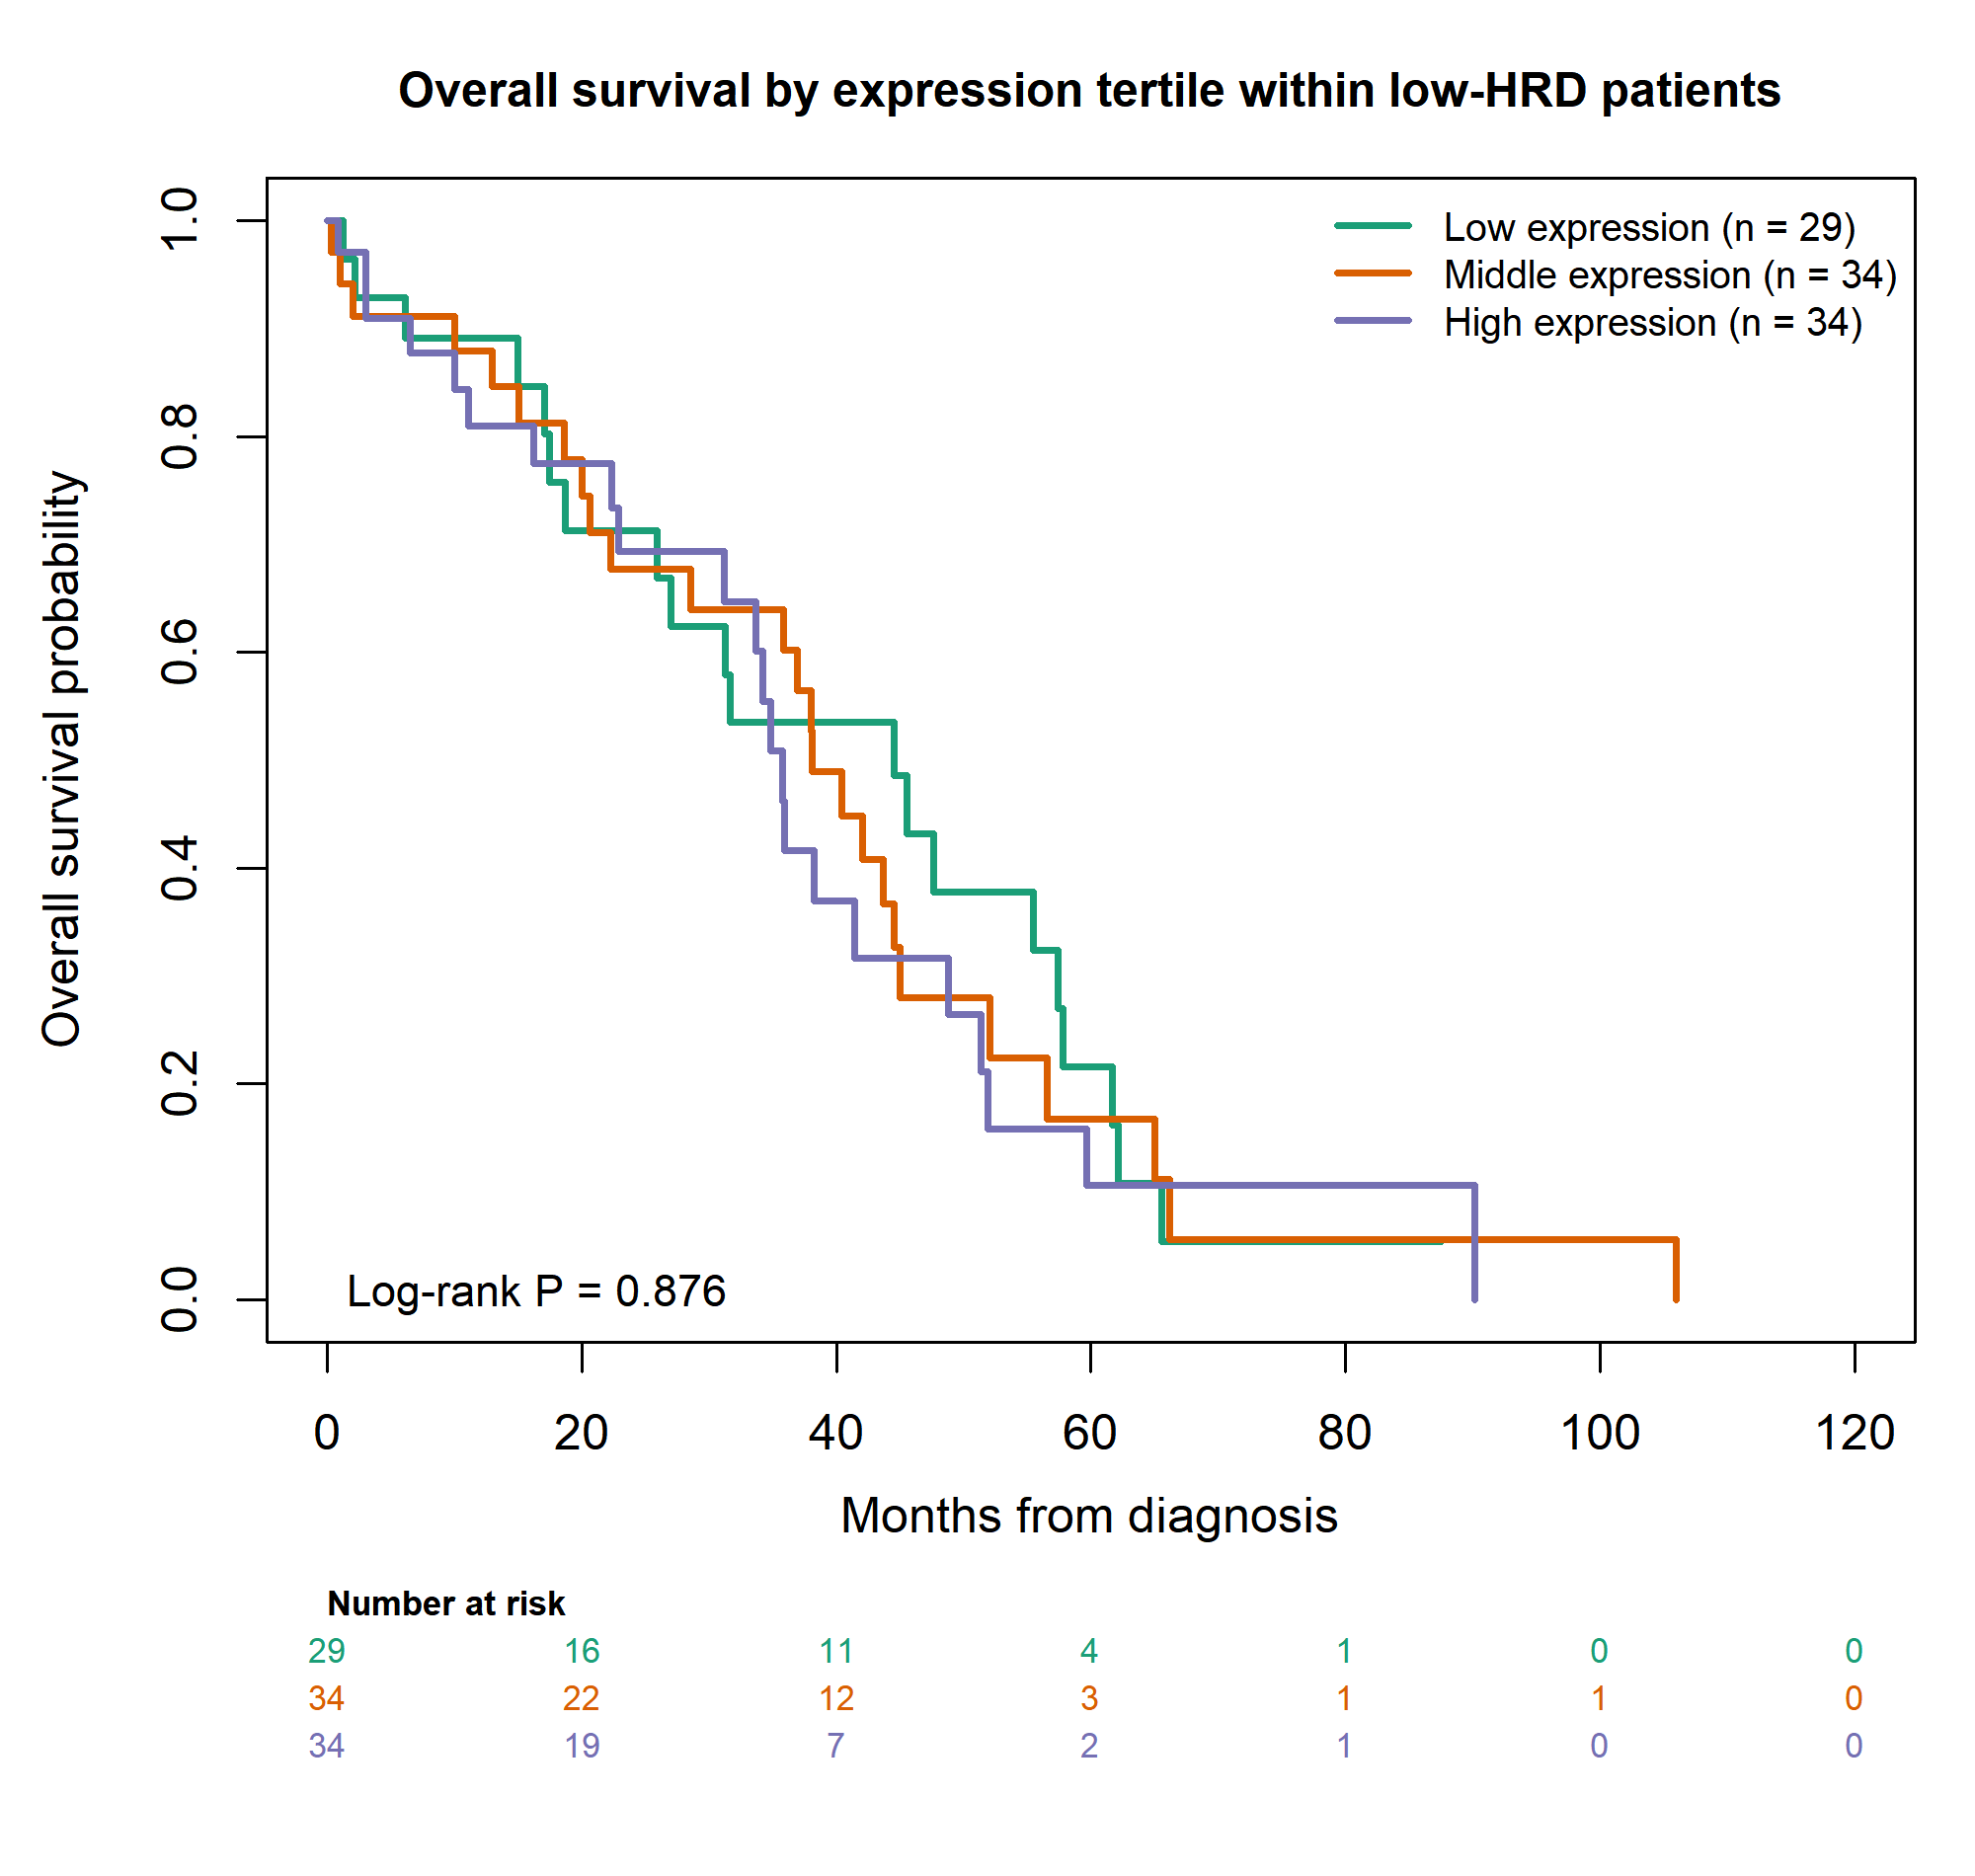 Overall survival by expression tertile within low-HRD patients
Low expression (n = 29)
Middle expression (n = 34)
High expression (n = 34)
Overall survival probability
1.0
0.8
0.6
0.4
0.2
0.0
Log-rank P = 0.876
0 20 40 60 80 100 120
Months from diagnosis
Number at risk
29 16 11 4 1 0 0
34 22 12 3 1 1 0
34 19 7 2 1 0 0